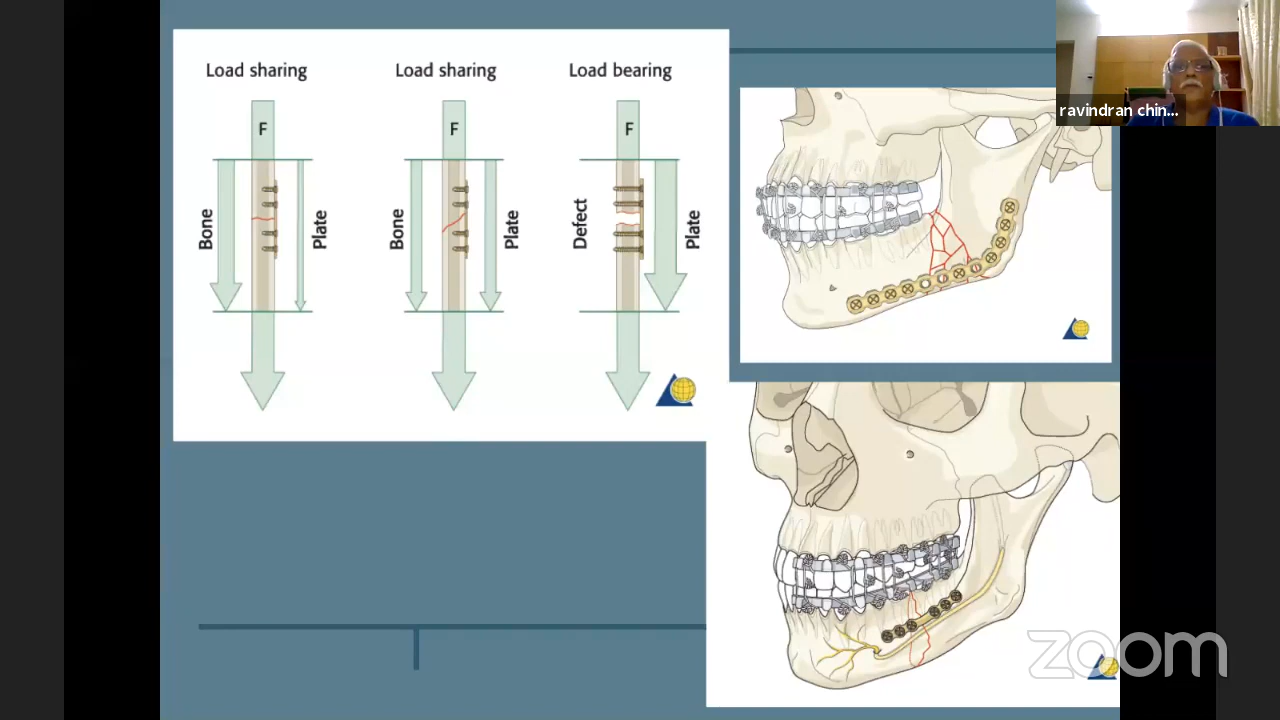 Load sharing
Load sharing
Load bearing
F
F
F
Bone
Plate
Bone
Plate
Defect
Plate
ravindran chin...
zoom